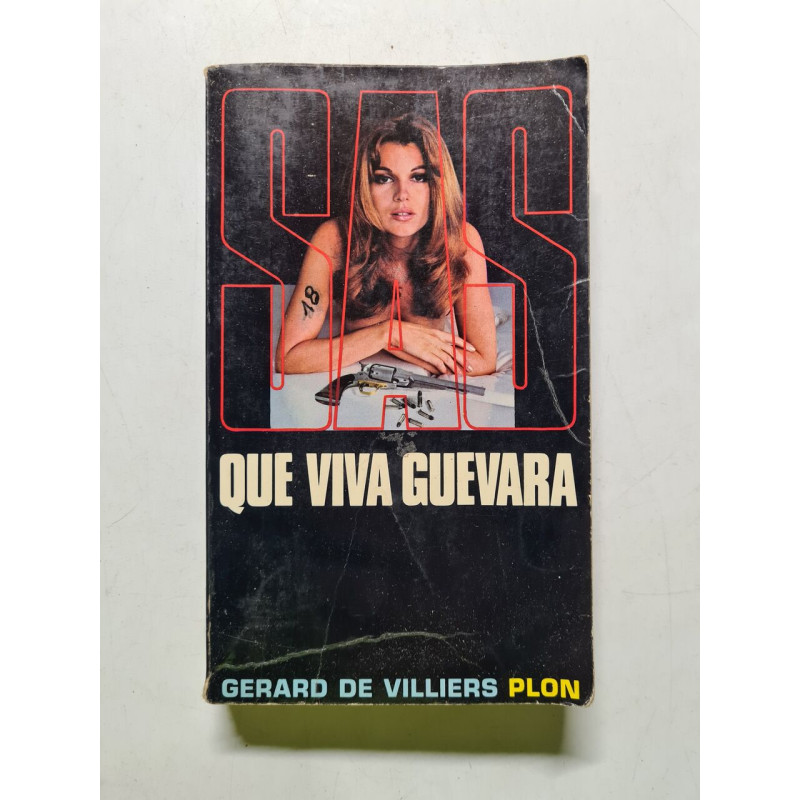 SAS
18
QUE VIVA GUEVARA
GERARD DE VILLIERS PLON